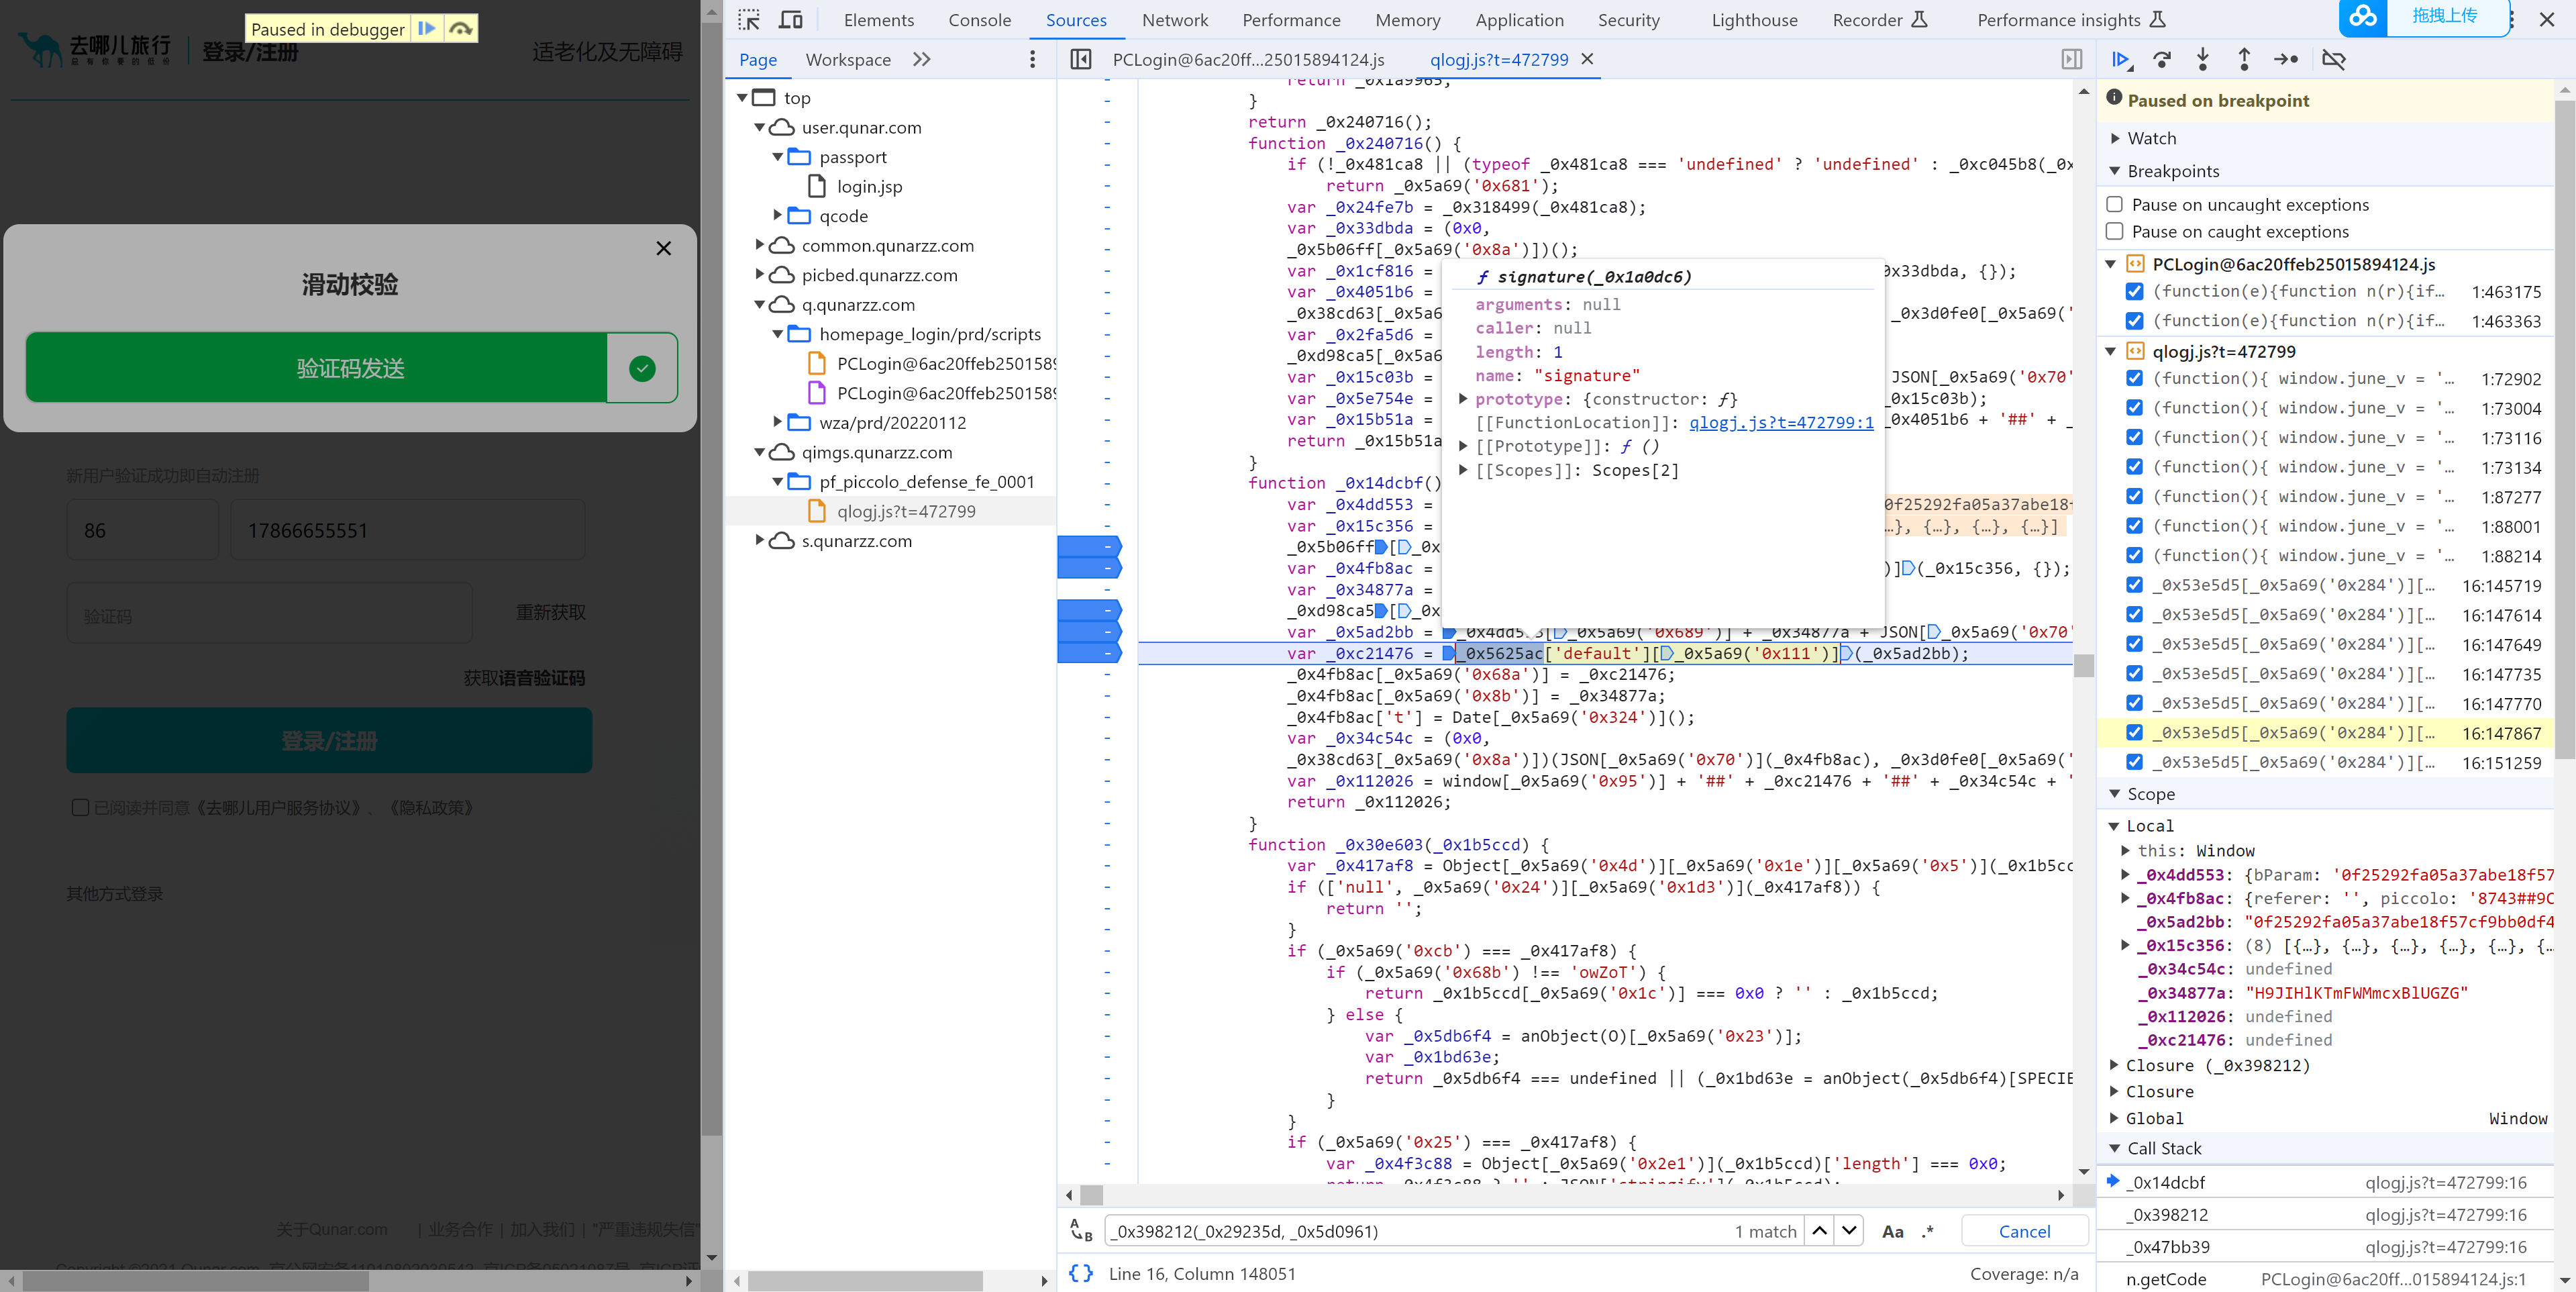 Paused in debugger
去哪儿旅行
总有你要的低价
登录/注册
适老化及无障碍
滑动校验
验证码发送
新用户验证成功即自动注册
86
17866655551
验证码
重新获取
获取语音验证码
登录/注册
已阅读并同意《去哪儿用户服务协议》、《隐私政策》
其他方式登录
关于Qunar.com | 业务合作 | 加入我们 | "严重违规失信"
Elements Console Sources Network Performance Memory Application Security Lighthouse Recorder Performance insights
拖拽上传
Page Workspace
PCLogin@6ac20ff...25015894124.js qlogj.js?t=472799
top
user.qunar.com
passport
login.jsp
qcode
common.qunarzz.com
picbed.qunarzz.com
q.qunarzz.com
homepage_login/prd/scripts
PCLogin@6ac20ffeb250158
PCLogin@6ac20ffeb250158
wza/prd/20220112
qimgs.qunarzz.com
pf_piccolo_defense_fe_0001
qlogj.js?t=472799
s.qunarzz.com
return _0x1a9965;
}
return _0x240716();
function _0x240716() {
if (!_0x481ca8 || (typeof _0x481ca8 === 'undefined' ? 'undefined' : _0xc045b8(_0x
return _0x5a69('0x681');
var _0x24fe7b = _0x318499(_0x481ca8);
var _0x33dbda = (0x0,
_0x5b06ff[_0x5a69('0x8a')])();
var _0x1cf816 = 0x33dbda, {});
var _0x4051b6 =
_0x38cd63[_0x5a6 _0x3d0fe0[_0x5a69('
var _0x2fa5d6 =
_0xd98ca5[_0x5a6
var _0x15c03b = JSON[_0x5a69('0x70'
var _0x5e754e = _0x15c03b);
var _0x15b51a = _0x4051b6 + '##' + _
return _0x15b51a
}
function _0x14dcbf()
var _0x4dd553 = 0f25292fa05a37abe18f
var _0x15c356 = …}, {…}, {…}, {…}]
_0x5b06ff[_0x
var _0x4fb8ac = )](_0x15c356, {});
var _0x34877a =
_0xd98ca5[_0x
var _0x5ad2bb = _0x4dd553[_0x5a69('0x689')] + _0x34877a + JSON[_0x5a69('0x70'
var _0xc21476 = _0x5625ac['default'][_0x5a69('0x111')](_0x5ad2bb);
_0x4fb8ac[_0x5a69('0x68a')] = _0xc21476;
_0x4fb8ac[_0x5a69('0x8b')] = _0x34877a;
_0x4fb8ac['t'] = Date[_0x5a69('0x324')]();
var _0x34c54c = (0x0,
_0x38cd63[_0x5a69('0x8a')])(JSON[_0x5a69('0x70')](_0x4fb8ac), _0x3d0fe0[_0x5a69('
var _0x112026 = window[_0x5a69('0x95')] + '##' + _0xc21476 + '##' + _0x34c54c + '
return _0x112026;
}
function _0x30e603(_0x1b5ccd) {
var _0x417af8 = Object[_0x5a69('0x4d')][_0x5a69('0x1e')][_0x5a69('0x5')](_0x1b5cc
if (['null', _0x5a69('0x24')][_0x5a69('0x1d3')](_0x417af8)) {
return '';
}
if (_0x5a69('0xcb') === _0x417af8) {
if (_0x5a69('0x68b') !== 'owZoT') {
return _0x1b5ccd[_0x5a69('0x1c')] === 0x0 ? '' : _0x1b5ccd;
} else {
var _0x5db6f4 = anObject(O)[_0x5a69('0x23')];
var _0x1bd63e;
return _0x5db6f4 === undefined || (_0x1bd63e = anObject(_0x5db6f4)[SPECIE
}
}
if (_0x5a69('0x25') === _0x417af8) {
var _0x4f3c88 = Object[_0x5a69('0x2e1')](_0x1b5ccd)['length'] === 0x0;
ƒ signature(_0x1a0dc6)
arguments: null
caller: null
length: 1
name: "signature"
prototype: {constructor: ƒ}
[[FunctionLocation]]: qlogj.js?t=472799:1
[[Prototype]]: ƒ ()
[[Scopes]]: Scopes[2]
_0x398212(_0x29235d, _0x5d0961)
1 match
Aa .*
Cancel
Line 16, Column 148051
Coverage: n/a
Paused on breakpoint
Watch
Breakpoints
Pause on uncaught exceptions
Pause on caught exceptions
PCLogin@6ac20ffeb25015894124.js
(function(e){function n(r){if… 1:463175
(function(e){function n(r){if… 1:463363
qlogj.js?t=472799
(function(){ window.june_v = '… 1:72902
(function(){ window.june_v = '… 1:73004
(function(){ window.june_v = '… 1:73116
(function(){ window.june_v = '… 1:73134
(function(){ window.june_v = '… 1:87277
(function(){ window.june_v = '… 1:88001
(function(){ window.june_v = '… 1:88214
_0x53e5d5[_0x5a69('0x284')][… 16:145719
_0x53e5d5[_0x5a69('0x284')][… 16:147614
_0x53e5d5[_0x5a69('0x284')][… 16:147649
_0x53e5d5[_0x5a69('0x284')][… 16:147735
_0x53e5d5[_0x5a69('0x284')][… 16:147770
_0x53e5d5[_0x5a69('0x284')][… 16:147867
_0x53e5d5[_0x5a69('0x284')][… 16:151259
Scope
Local
this: Window
_0x4dd553: {bParam: '0f25292fa05a37abe18f57
_0x4fb8ac: {referer: '', piccolo: '8743##9C
_0x5ad2bb: "0f25292fa05a37abe18f57cf9bb0df4
_0x15c356: (8) [{…}, {…}, {…}, {…}, {…}, {…
_0x34c54c: undefined
_0x34877a: "H9JIHlKTmFWMmcxBlUGZG"
_0x112026: undefined
_0xc21476: undefined
Closure (_0x398212)
Closure
Global Window
Call Stack
_0x14dcbf qlogj.js?t=472799:16
_0x398212 qlogj.js?t=472799:16
_0x47bb39 qlogj.js?t=472799:16
n.getCode PCLogin@6ac20ff…015894124.js:1